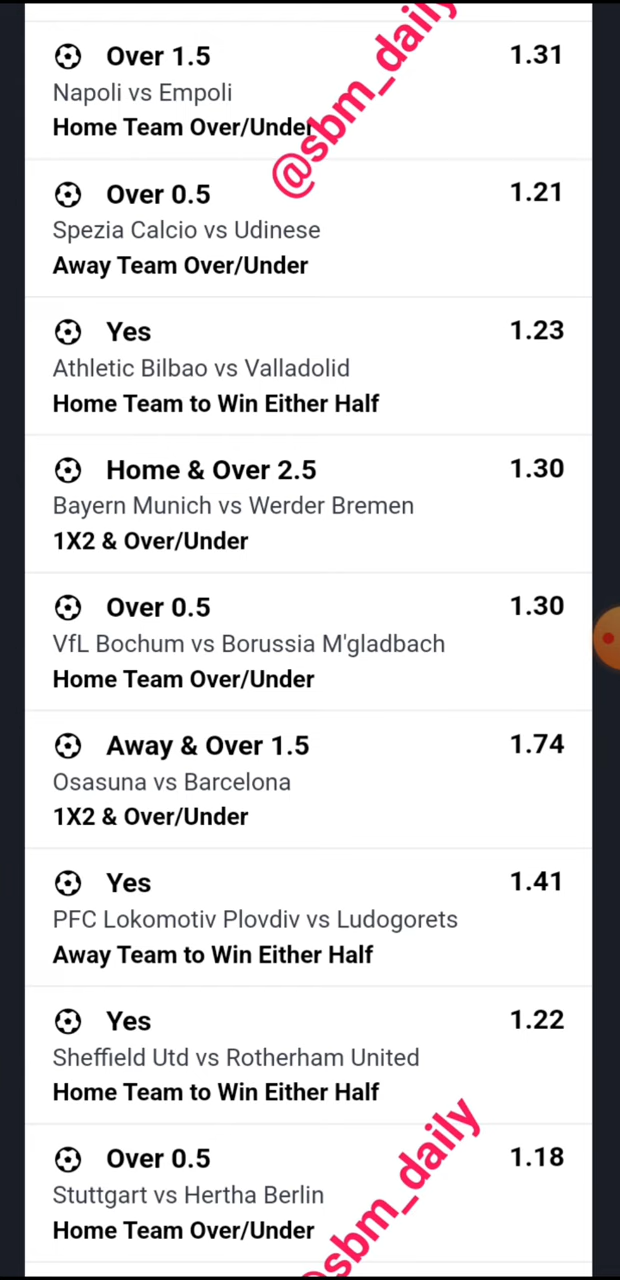 Over 1.5 1.31
Napoli vs Empoli
Home Team Over/Under
@sbm_daily
Over 0.5 1.21
Spezia Calcio vs Udinese
Away Team Over/Under
Yes 1.23
Athletic Bilbao vs Valladolid
Home Team to Win Either Half
Home & Over 2.5 1.30
Bayern Munich vs Werder Bremen
1X2 & Over/Under
Over 0.5 1.30
VfL Bochum vs Borussia M'gladbach
Home Team Over/Under
Away & Over 1.5 1.74
Osasuna vs Barcelona
1X2 & Over/Under
Yes 1.41
PFC Lokomotiv Plovdiv vs Ludogorets
Away Team to Win Either Half
Yes 1.22
Sheffield Utd vs Rotherham United
Home Team to Win Either Half
Over 0.5 1.18
Stuttgart vs Hertha Berlin
Home Team Over/Under
@sbm_daily